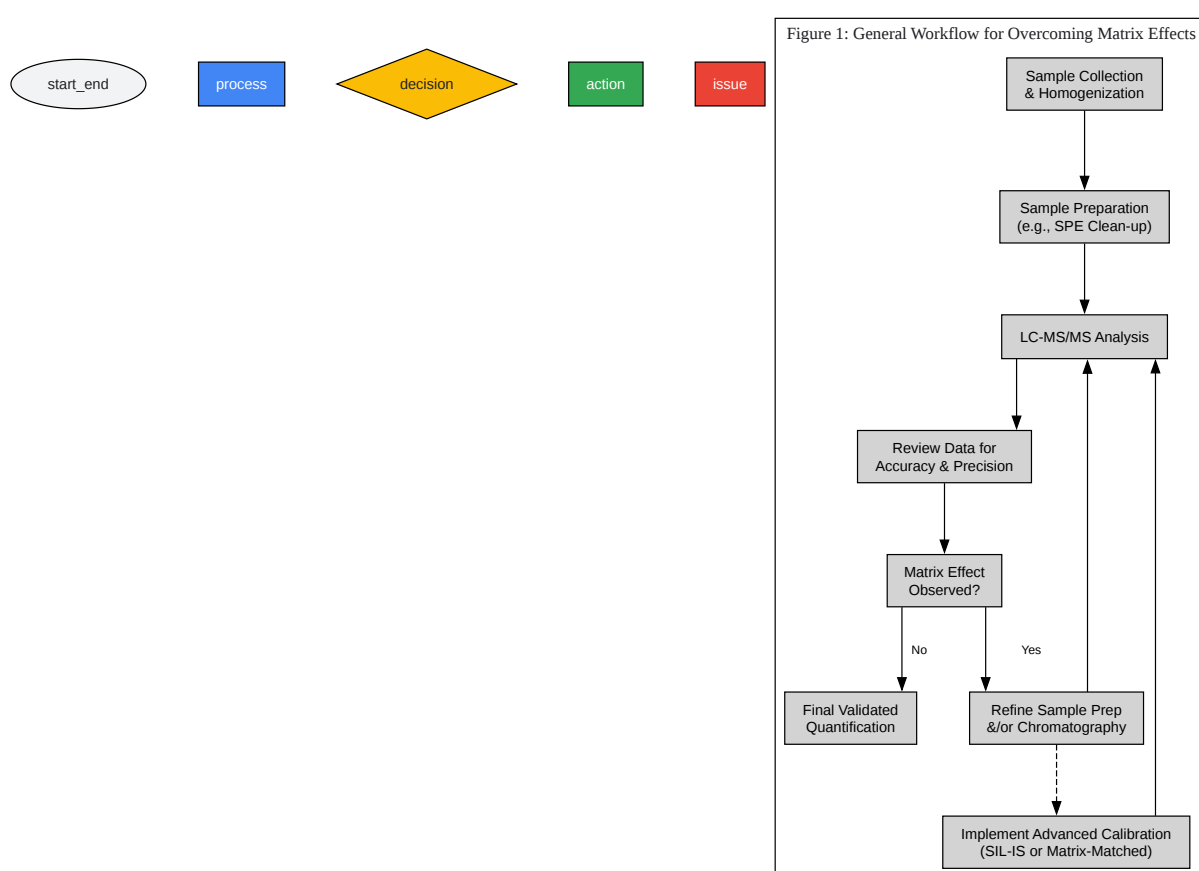 Figure 1: General Workflow for Overcoming Matrix Effects
start_end
process
decision
action
issue
Sample Collection
& Homogenization
Sample Preparation
(e.g., SPE Clean-up)
LC-MS/MS Analysis
Review Data for
Accuracy & Precision
Matrix Effect
Observed?
No
Yes
Final Validated
Quantification
Refine Sample Prep
&/or Chromatography
Implement Advanced Calibration
(SIL-IS or Matrix-Matched)